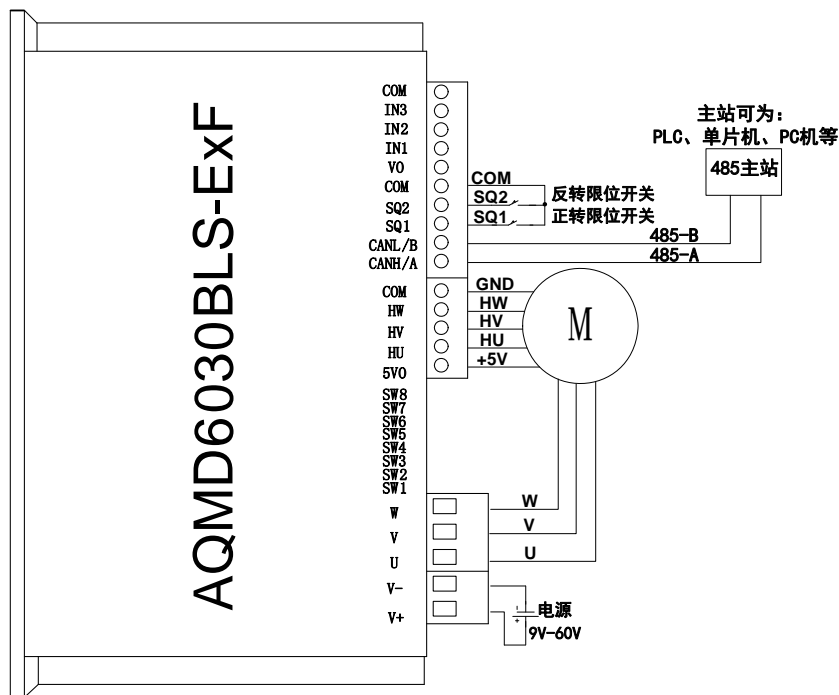 AQMD6030BLS-ExF
COM
IN3
IN2
IN1
VO
COM
SQ2
SQ1
CANL/B
CANH/A
COM
HW
HV
HU
5VO
SW8
SW7
SW6
SW5
SW4
SW3
SW2
SW1
W
V
U
V-
V+
COM
SQ2
SQ1
反转限位开关
正转限位开关
485-B
485-A
主站可为：
PLC、单片机、PC机等
485主站
GND
HW
HV
HU
+5V
M
W
V
U
电源
9V-60V